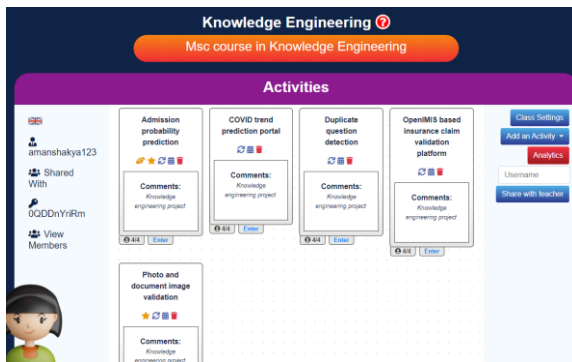 Knowledge Engineering ?
Msc course in Knowledge Engineering
Activities
amanshakya123
Shared
With
0QDDnYriRm
View
Members
Admission
probability
prediction
Comments:
Knowledge
engineering project
4/4 Enter
COVID trend
prediction portal
Comments:
Knowledge
engineering project
4/4 Enter
Duplicate
question
detection
Comments:
Knowledge
engineering project
4/4 Enter
OpenIMIS based
insurance claim
validation
platform
Comments:
Knowledge
engineering project
4/4 Enter
Photo and
document image
validation
Comments:
Knowledge
engineering project
Class Settings
Add an Activity
Analytics
Username
Share with teacher